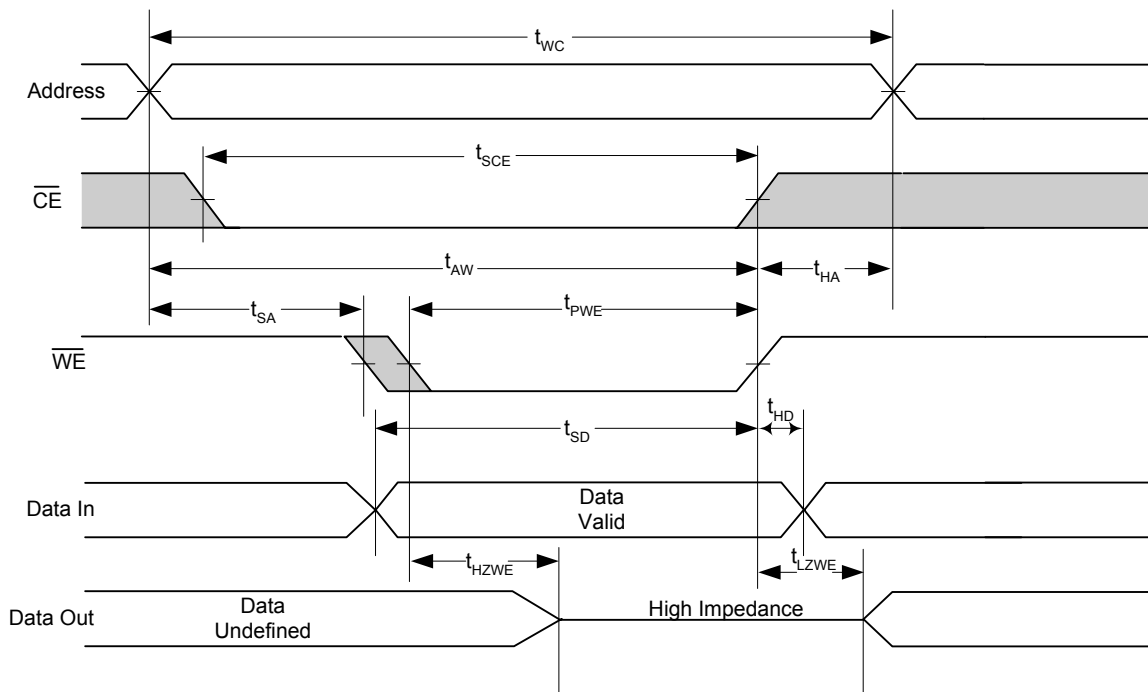 tWC
Address
tSCE
CE
tAW
tHA
tSA
tPWE
WE
tHD
tSD
Data In
Data
Valid
tHZWE
tLZWE
Data Out
Data
Undefined
High Impedance